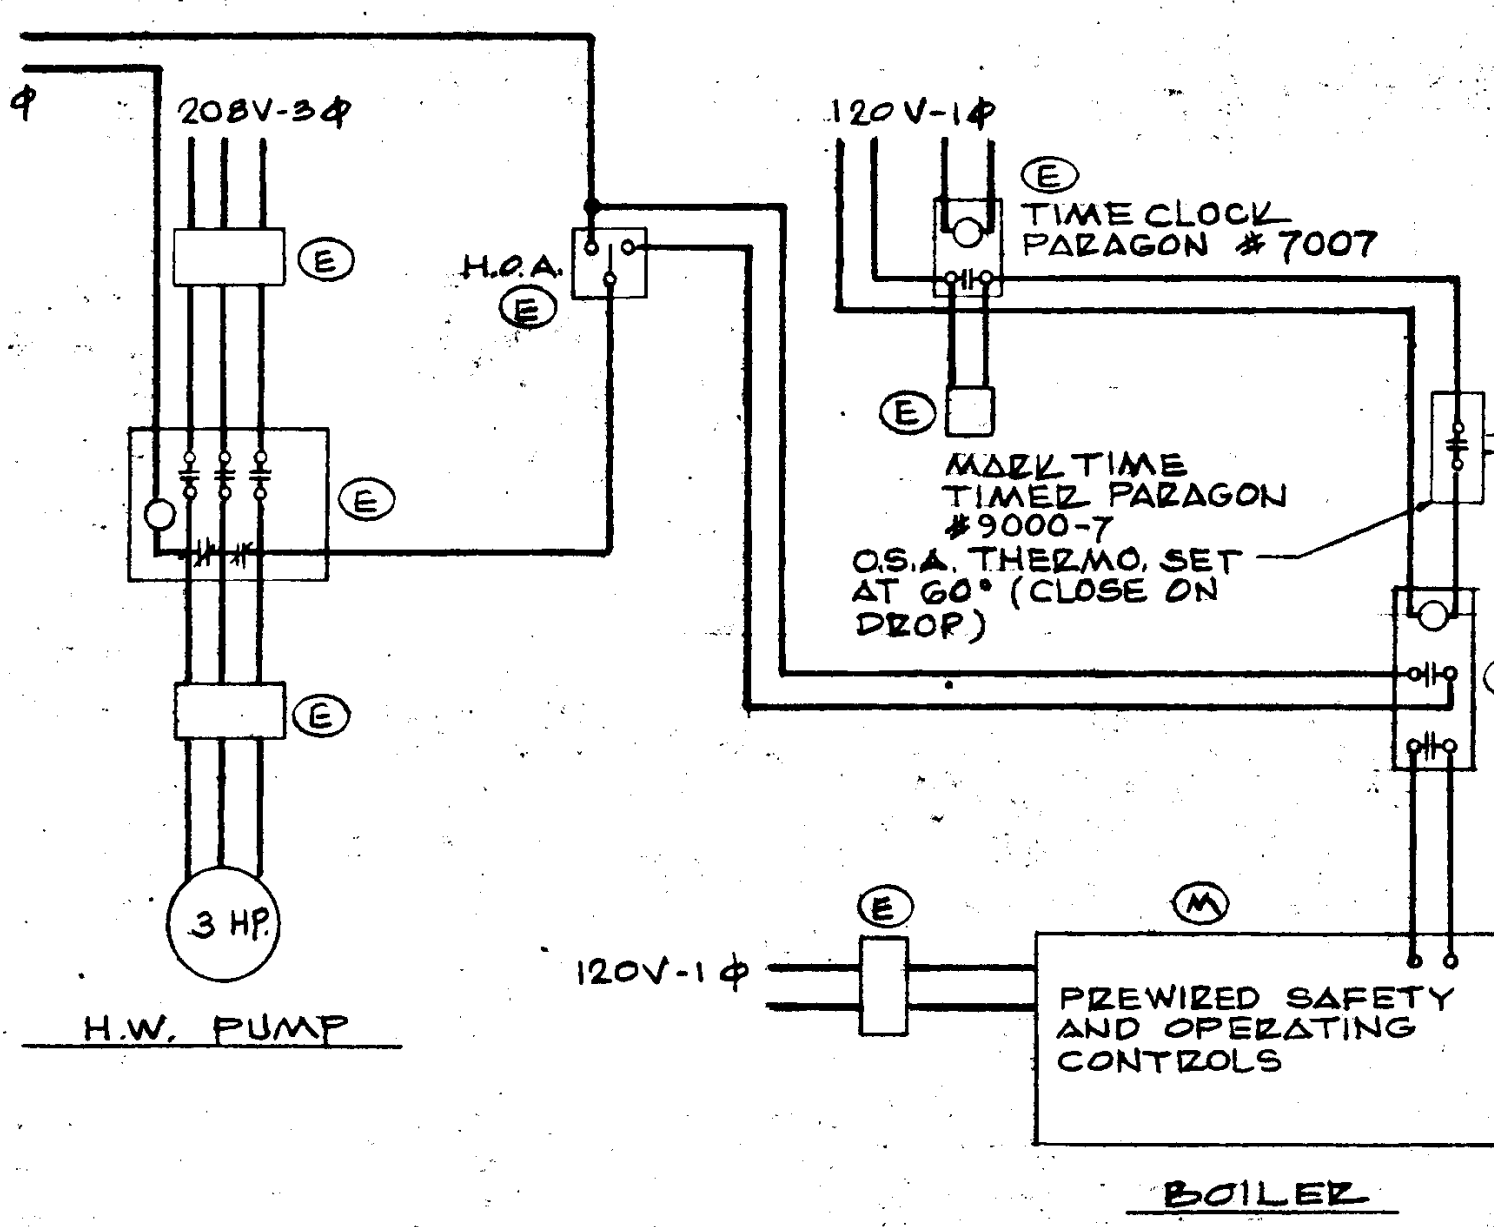 φ
208V-3φ
120V-1φ
E
TIME CLOCK
PARAGON # 7007
E
H.O.A.
E
E
MARK TIME
TIMER PARAGON
#9000-7
O.S.A. THERMO. SET
AT 60° (CLOSE ON
DROP)
E
E
3 HP.
H.W. PUMP
E
M
120V-1φ
PREWIRED SAFETY
AND OPERATING
CONTROLS
BOILER